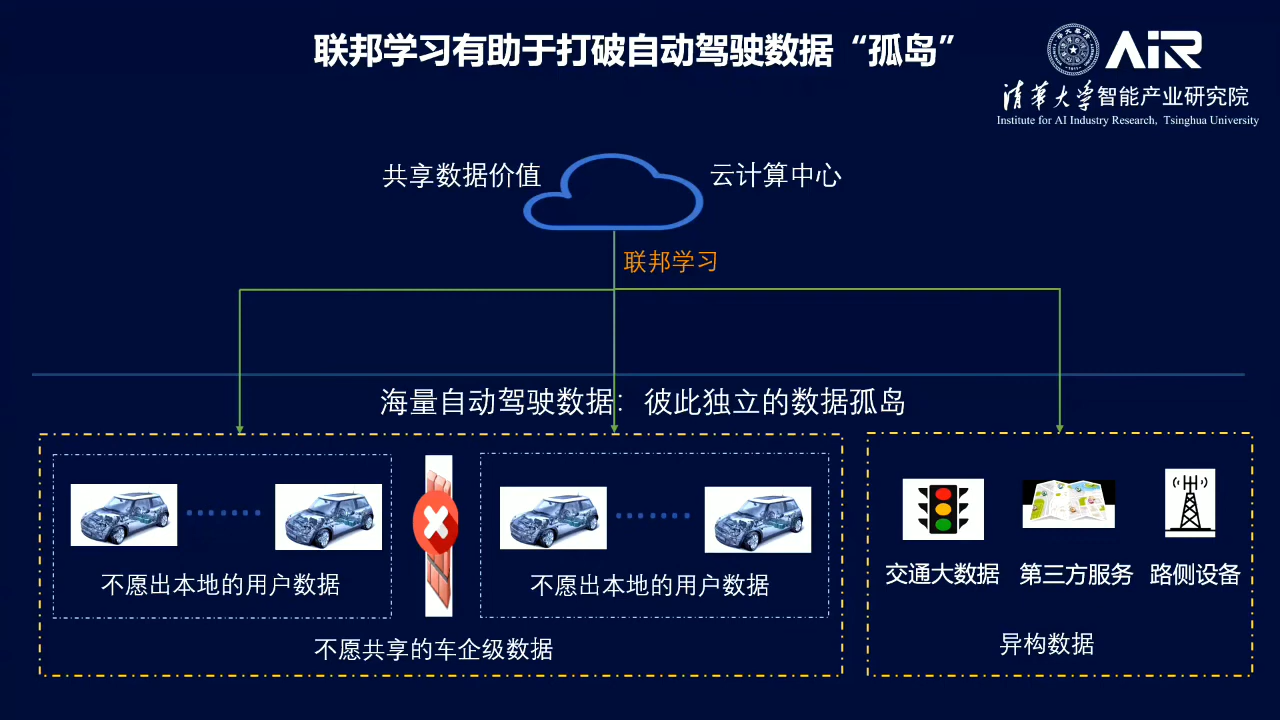 联邦学习有助于打破自动驾驶数据“孤岛”
AIR
清华大学智能产业研究院
Institute for AI Industry Research, Tsinghua University
共享数据价值
云计算中心
联邦学习
海量自动驾驶数据：彼此独立的数据孤岛
不愿出本地的用户数据
不愿出本地的用户数据
不愿共享的车企级数据
交通大数据
第三方服务
路侧设备
异构数据